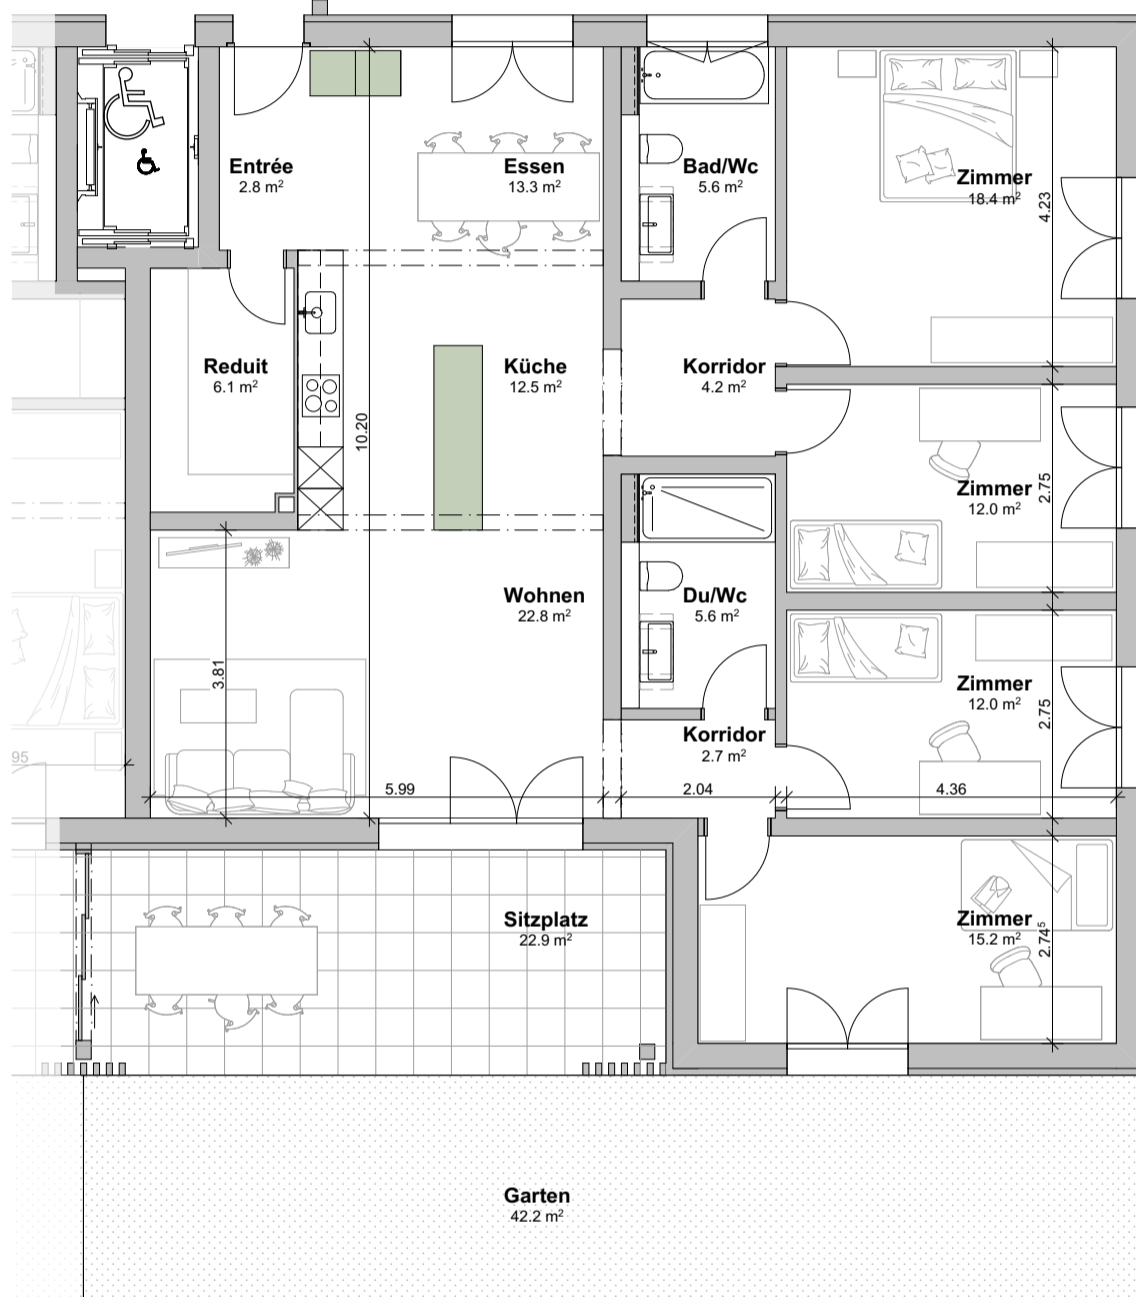 Entrée
2.8 m²
Essen
13.3 m²
Bad/Wc
5.6 m²
Zimmer
18.4 m²
4.23
Reduit
6.1 m²
Küche
12.5 m²
Korridor
4.2 m²
10.20
Zimmer
12.0 m²
2.75
Wohnen
22.8 m²
Du/Wc
5.6 m²
3.81
Zimmer
12.0 m²
2.75
Korridor
2.7 m²
95
5.99
2.04
4.36
Sitzplatz
22.9 m²
Zimmer
15.2 m²
2.74⁵
Garten
42.2 m²